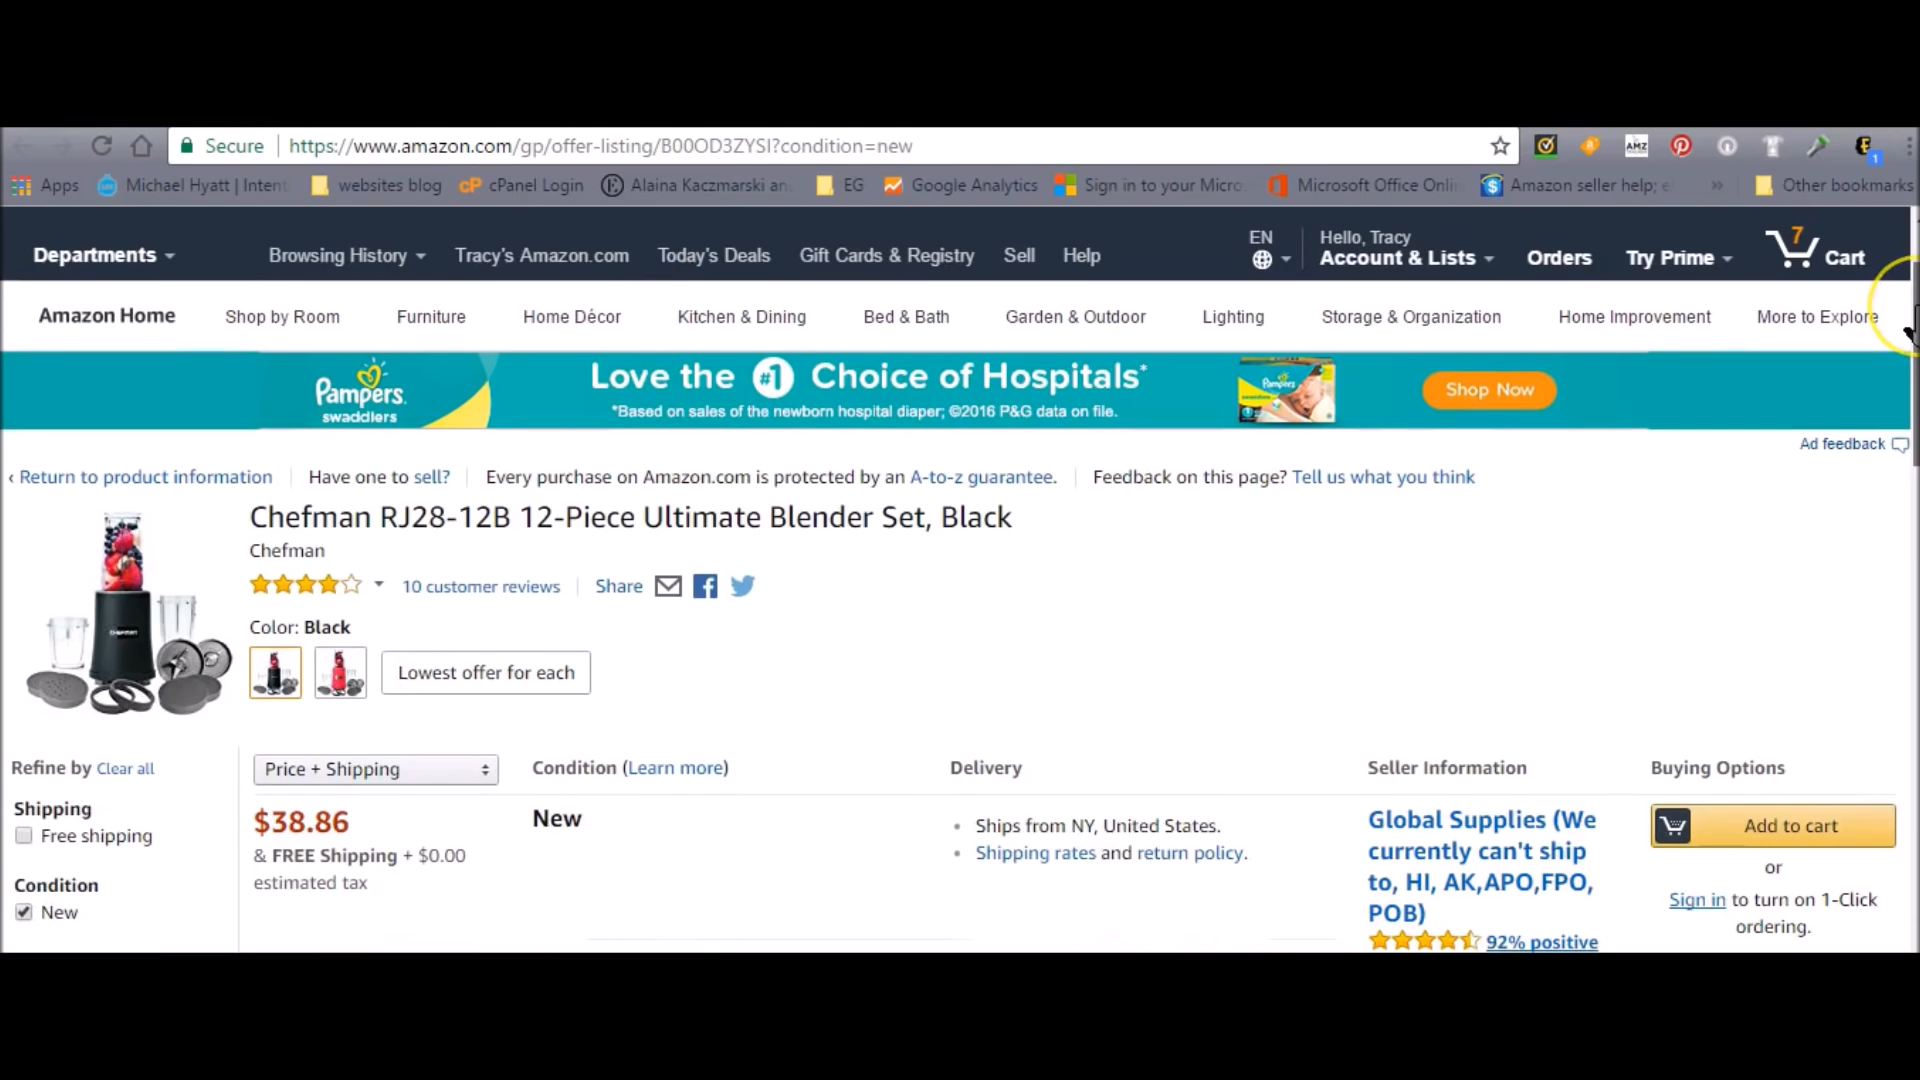 Secure https://www.amazon.com/gp/offer-listing/B00OD3ZYSI?condition=new
AMZ
1
Apps Michael Hyatt | Intent websites blog cPanel Login Alaina Kaczmarski an EG Google Analytics Sign in to your Micro Microsoft Office Onlin Amazon seller help; e » Other bookmarks
Departments Browsing History Tracy's Amazon.com Today's Deals Gift Cards & Registry Sell Help EN Hello, Tracy Account & Lists Orders Try Prime 7 Cart
Amazon Home Shop by Room Furniture Home Décor Kitchen & Dining Bed & Bath Garden & Outdoor Lighting Storage & Organization Home Improvement More to Explore
Pampers. swaddlers
Love the #1 Choice of Hospitals*
*Based on sales of the newborn hospital diaper; ©2016 P&G data on file.
Pampers
Shop Now
Ad feedback
‹ Return to product information Have one to sell? Every purchase on Amazon.com is protected by an A-to-z guarantee. Feedback on this page? Tell us what you think
Chefman RJ28-12B 12-Piece Ultimate Blender Set, Black
Chefman
10 customer reviews Share
Color: Black
Lowest offer for each
CHEFMAN
Refine by Clear all
Shipping
Free shipping
Condition
New
Price + Shipping Condition (Learn more) Delivery Seller Information Buying Options
$38.86
& FREE Shipping + $0.00
estimated tax
New
• Ships from NY, United States.
• Shipping rates and return policy.
Global Supplies (We
currently can't ship
to, HI, AK,APO,FPO,
POB)
92% positive
Add to cart
or
Sign in to turn on 1-Click
ordering.